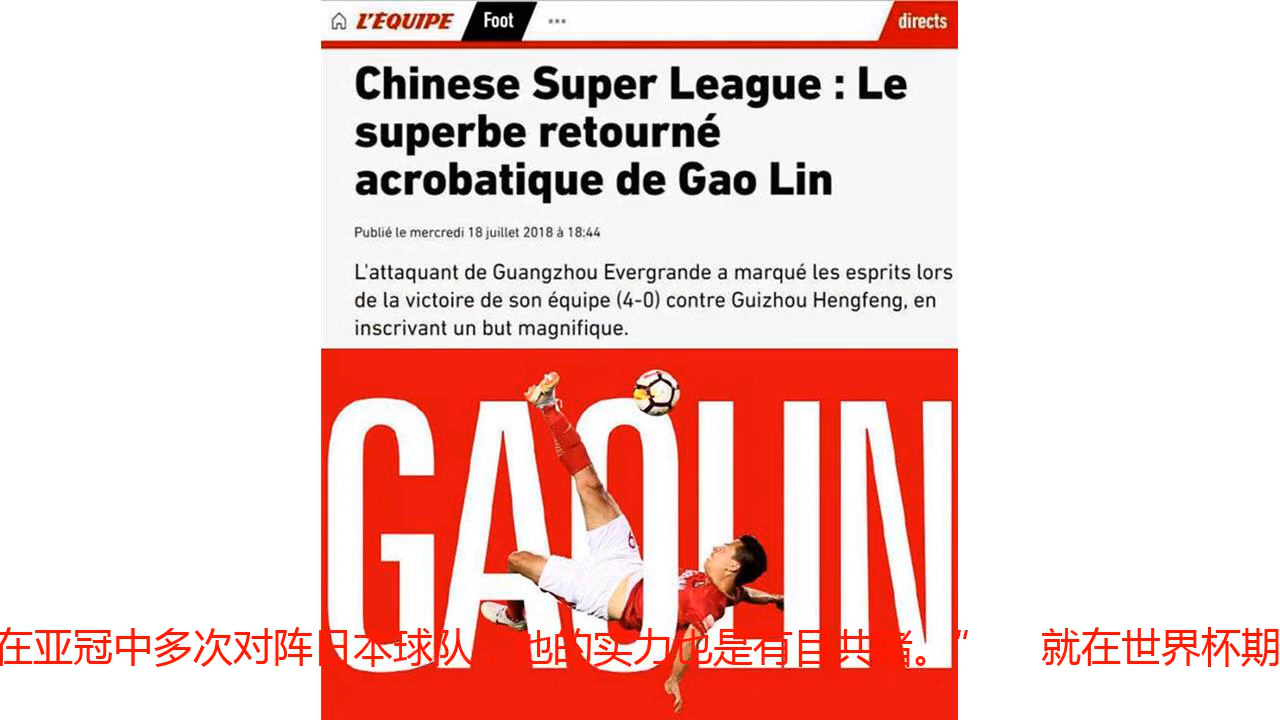 L'ÉQUIPE Foot directs
Chinese Super League : Le
superbe retourné
acrobatique de Gao Lin
Publié le mercredi 18 juillet 2018 à 18:44
L'attaquant de Guangzhou Evergrande a marqué les esprits lors
de la victoire de son équipe (4-0) contre Guizhou Hengfeng, en
inscrivant un but magnifique.
GAOLIN
在亚冠中多次对阵日本球队，他的实力也是有目共睹。” 就在世界杯期